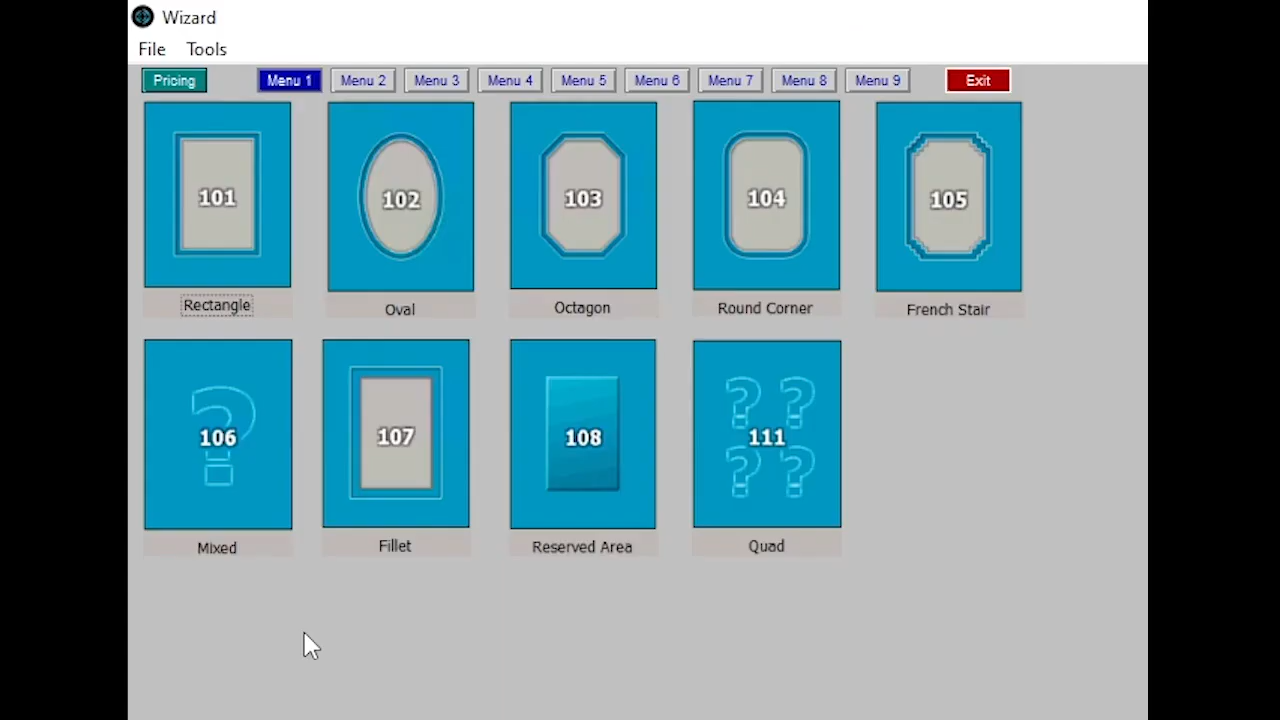 Wizard
File Tools
Pricing Menu 1 Menu 2 Menu 3 Menu 4 Menu 5 Menu 6 Menu 7 Menu 8 Menu 9 Exit
101 102 103 104 105
Rectangle Oval Octagon Round Corner French Stair
? 106 107 108 ? ? ? ? 111
Mixed Fillet Reserved Area Quad